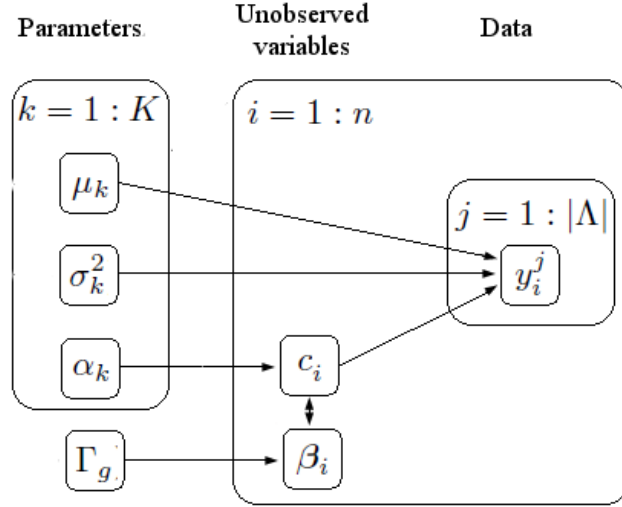 Parameters
Unobserved variables
Data
k = 1 : K
i = 1 : n
μ_k
j = 1 : |Λ|
σ_k^2
y_i^j
α_k
c_i
Γ_g
β_i